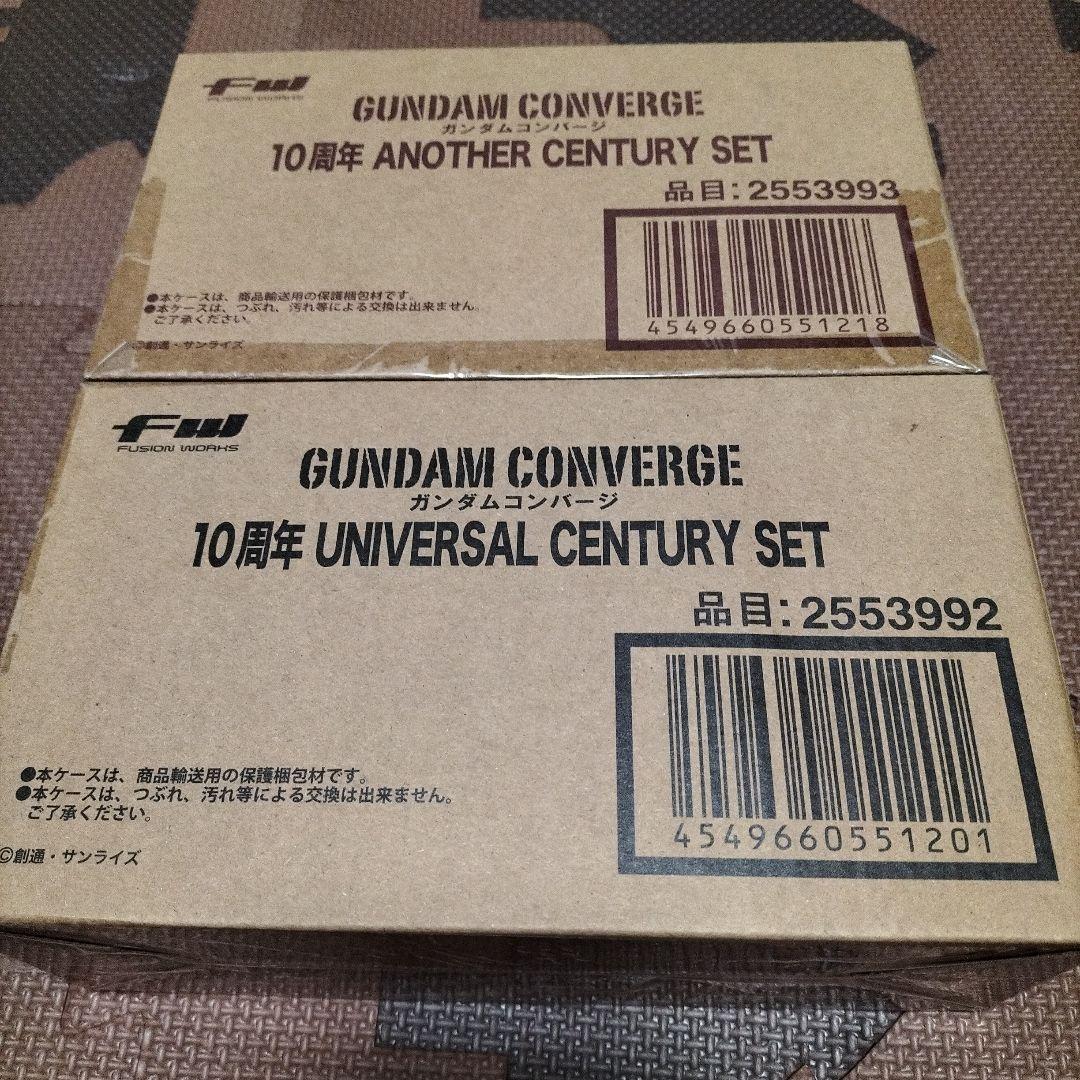 FW
FUSION WORKS
GUNDAM CONVERGE
ガンダムコンバージ
10周年 ANOTHER CENTURY SET
品目:2553993
4549660551218
●本ケースは、商品輸送用の保護梱包材です。
●本ケースは、つぶれ、汚れ等による交換は出来ません。
ご了承ください。
©創通・サンライズ
FW
FUSION WORKS
GUNDAM CONVERGE
ガンダムコンバージ
10周年 UNIVERSAL CENTURY SET
品目:2553992
4549660551201
●本ケースは、商品輸送用の保護梱包材です。
●本ケースは、つぶれ、汚れ等による交換は出来ません。
ご了承ください。
©創通・サンライズ